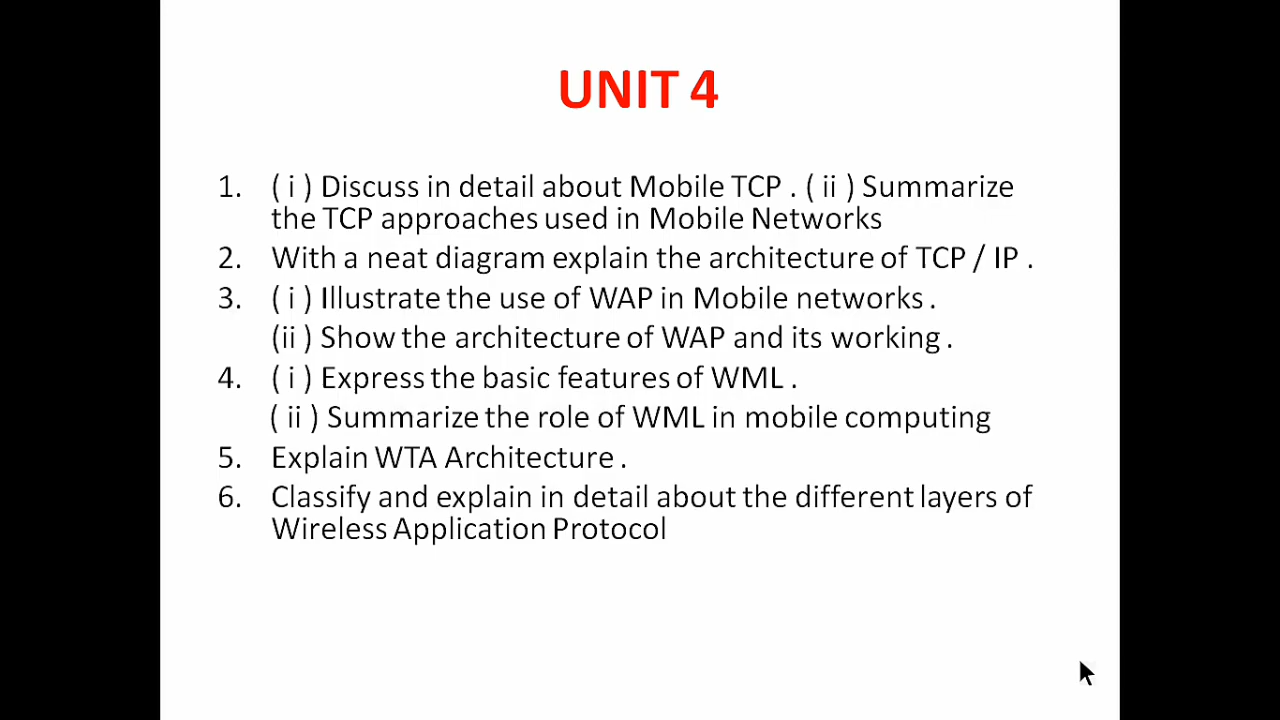 UNIT 4
1. ( i ) Discuss in detail about Mobile TCP . ( ii ) Summarize
the TCP approaches used in Mobile Networks
2. With a neat diagram explain the architecture of TCP / IP .
3. ( i ) Illustrate the use of WAP in Mobile networks .
(ii ) Show the architecture of WAP and its working .
4. ( i ) Express the basic features of WML .
( ii ) Summarize the role of WML in mobile computing
5. Explain WTA Architecture .
6. Classify and explain in detail about the different layers of
Wireless Application Protocol